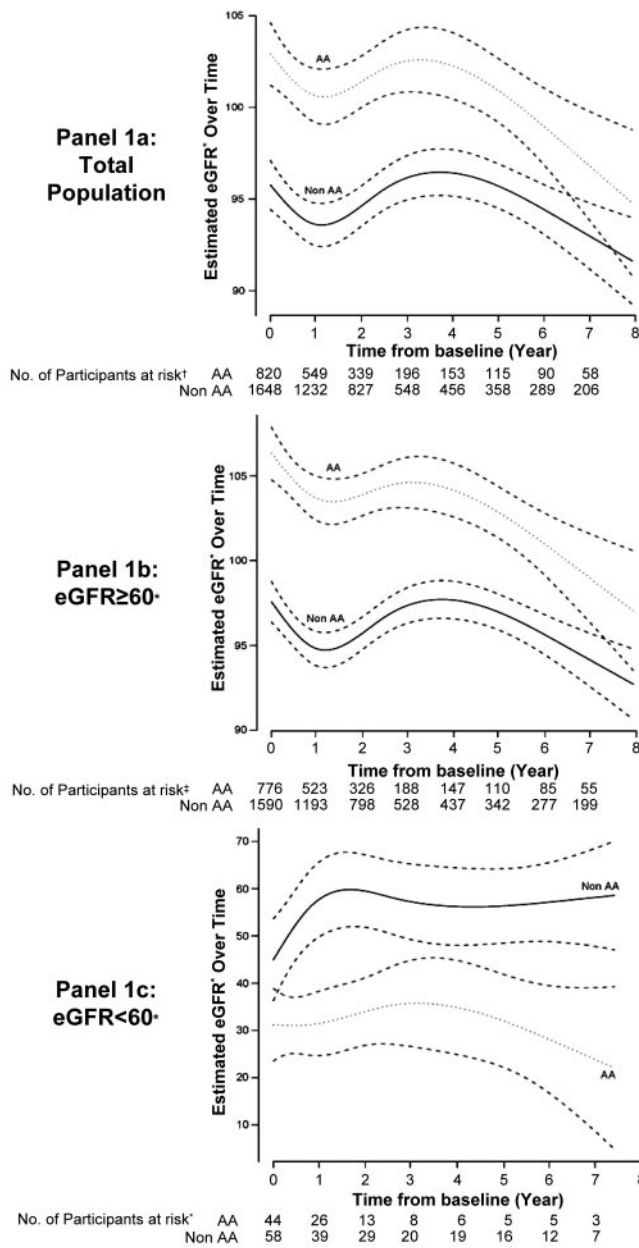 Panel 1a:
Total
Population
Estimated eGFR* Over Time
105
100
95
90
AA
Non AA
0 1 2 3 4 5 6 7 8
Time from baseline (Year)
No. of Participants at risk† AA 820 549 339 196 153 115 90 58
Non AA 1648 1232 827 548 456 358 289 206
Panel 1b:
eGFR≥60*
Estimated eGFR* Over Time
105
100
95
90
AA
Non AA
0 1 2 3 4 5 6 7 8
Time from baseline (Year)
No. of Participants at risk‡ AA 776 523 326 188 147 110 85 55
Non AA 1590 1193 798 528 437 342 277 199
Panel 1c:
eGFR<60*
Estimated eGFR* Over Time
70
60
50
40
30
20
10
Non AA
AA
0 1 2 3 4 5 6 7 8
Time from baseline (Year)
No. of Participants at risk* AA 44 26 13 8 6 5 5 3
Non AA 58 39 29 20 19 16 12 7